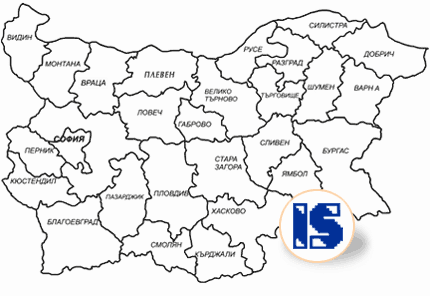 ВИДИН
МОНТАНА
ВРАЦА
ПЛЕВЕН
ВЕЛИКО
ТЪРНОВО
РУСЕ
РАЗГРАД
СИЛИСТРА
ДОБРИЧ
ТЪРГОВИЩЕ
ШУМЕН
ВАРНА
ЛОВЕЧ
ГАБРОВО
СОФИЯ
ПЕРНИК
КЮСТЕНДИЛ
БЛАГОЕВГРАД
ПАЗАРДЖИК
ПЛОВДИВ
СТАРА
ЗАГОРА
СЛИВЕН
ЯМБОЛ
БУРГАС
ХАСКОВО
СМОЛЯН
КЪРДЖАЛИ
IS